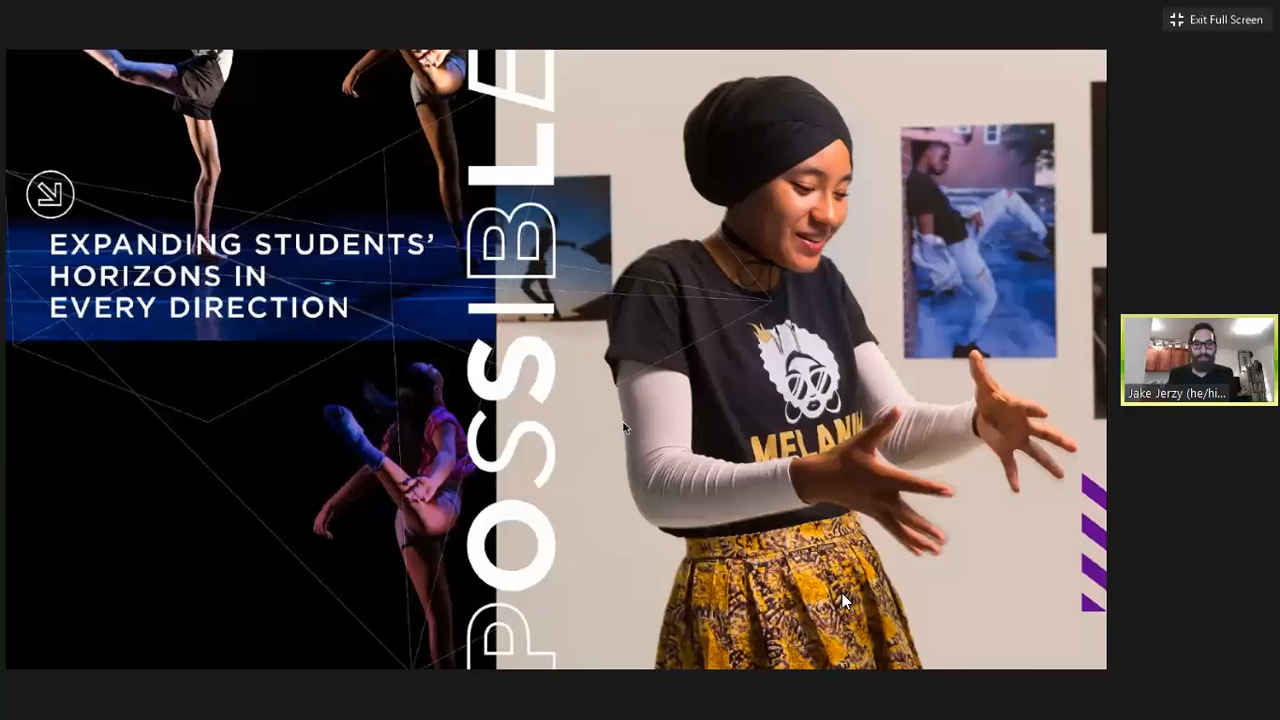 Exit Full Screen
EXPANDING STUDENTS’
HORIZONS IN
EVERY DIRECTION
POSSIBLE
MELANIN
Jake Jerzy (he/hi...